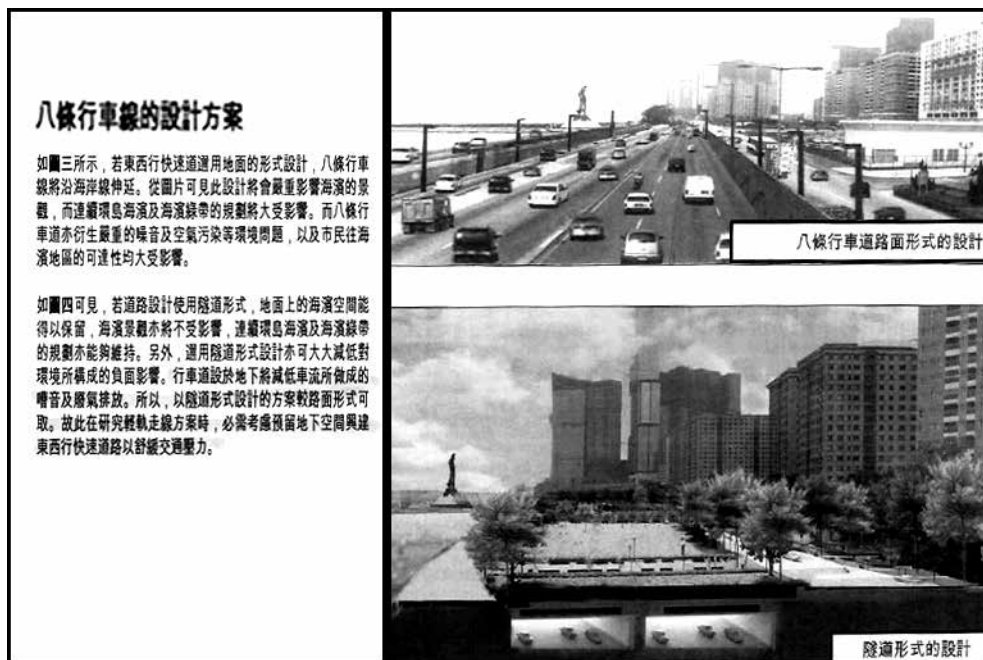 八條行車線的設計方案
如圖三所示，若東西行快速道選用地面的形式設計，八條行車
線將沿海岸線伸延。從圖片可見此設計將會嚴重影響海濱的景
觀，而連續環島海濱及海濱綠帶的規劃將大受影響。而八條行
車道亦衍生嚴重的噪音及空氣污染等環境問題，以及市民往海
濱地區的可達性均大受影響。
如圖四可見，若道路設計使用隧道形式，地面上的海濱空間能
得以保留，海濱景觀亦將不受影響，連續環島海濱及海濱綠帶
的規劃亦能夠維持。另外，選用隧道形式設計亦可大大減低對
環境所構成的負面影響。行車道設於地下將減低車流所做成的
嘈音及廢氣排放。所以，以隧道形式設計的方案較路面形式可
取。故此在研究輕軌走線方案時，必需考慮預留地下空間興建
東西行快速道路以舒緩交通壓力。
八條行車道路面形式的設計
隧道形式的設計